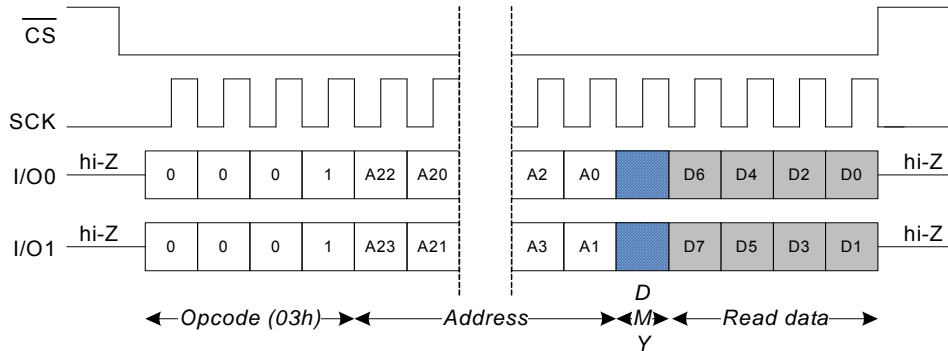 CS
SCK
I/O0 hi-Z 0 0 0 1 A22 A20 A2 A0 D6 D4 D2 D0 hi-Z
I/O1 hi-Z 0 0 0 1 A23 A21 A3 A1 D7 D5 D3 D1 hi-Z
Opcode (03h) Address D M Y Read data